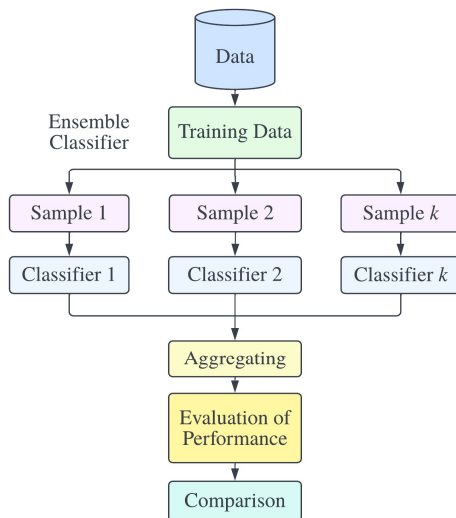 Data
Training Data
Ensemble
Classifier
Sample 1
Sample 2
Sample k
Classifier 1
Classifier 2
Classifier k
Aggregating
Evaluation of
Performance
Comparison